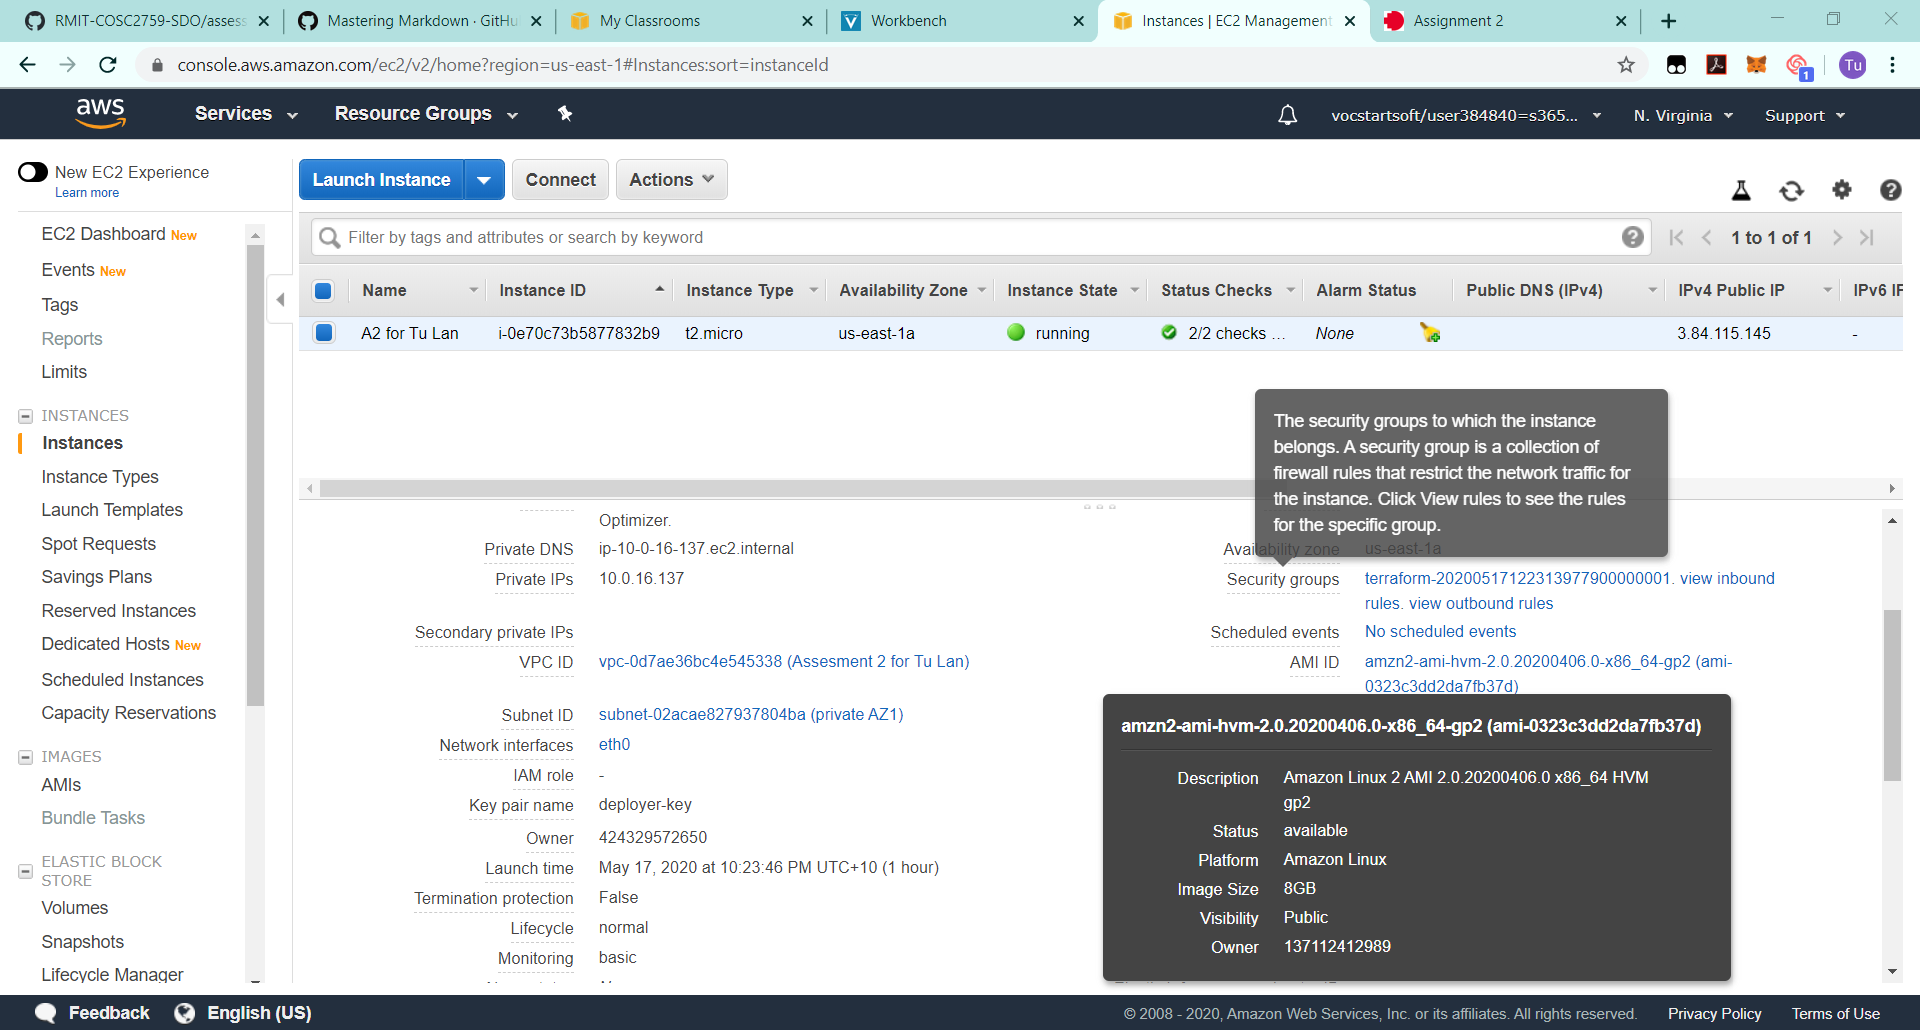 RMIT-COSC2759-SDO/asses
Mastering Markdown · GitHu
My Classrooms
Workbench
Instances | EC2 Management
Assignment 2
console.aws.amazon.com/ec2/v2/home?region=us-east-1#Instances:sort=instanceId
1
Tu
aws
Services
Resource Groups
vocstartsoft/user384840=s365...
N. Virginia
Support
New EC2 Experience
Learn more
Launch Instance
Connect
Actions
EC2 Dashboard New
Events New
Tags
Reports
Limits
INSTANCES
Instances
Instance Types
Launch Templates
Spot Requests
Savings Plans
Reserved Instances
Dedicated Hosts New
Scheduled Instances
Capacity Reservations
IMAGES
AMIs
Bundle Tasks
ELASTIC BLOCK
STORE
Volumes
Snapshots
Lifecycle Manager
Filter by tags and attributes or search by keyword
1 to 1 of 1
Name Instance ID Instance Type Availability Zone Instance State Status Checks Alarm Status Public DNS (IPv4) IPv4 Public IP IPv6 IP
A2 for Tu Lan i-0e70c73b5877832b9 t2.micro us-east-1a running 2/2 checks ... None 3.84.115.145 -
The security groups to which the instance
belongs. A security group is a collection of
firewall rules that restrict the network traffic for
the instance. Click View rules to see the rules
for the specific group.
Optimizer.
Private DNS ip-10-0-16-137.ec2.internal
Private IPs 10.0.16.137
Secondary private IPs
VPC ID vpc-0d7ae36bc4e545338 (Assesment 2 for Tu Lan)
Subnet ID subnet-02acae827937804ba (private AZ1)
Network interfaces eth0
IAM role -
Key pair name deployer-key
Owner 424329572650
Launch time May 17, 2020 at 10:23:46 PM UTC+10 (1 hour)
Termination protection False
Lifecycle normal
Monitoring basic
Availability zone us-east-1a
Security groups terraform-20200517122313977900000001. view inbound
rules. view outbound rules
Scheduled events No scheduled events
AMI ID amzn2-ami-hvm-2.0.20200406.0-x86_64-gp2 (ami-
0323c3dd2da7fb37d)
amzn2-ami-hvm-2.0.20200406.0-x86_64-gp2 (ami-0323c3dd2da7fb37d)
Description Amazon Linux 2 AMI 2.0.20200406.0 x86_64 HVM
gp2
Status available
Platform Amazon Linux
Image Size 8GB
Visibility Public
Owner 137112412989
Feedback
English (US)
© 2008 - 2020, Amazon Web Services, Inc. or its affiliates. All rights reserved.
Privacy Policy
Terms of Use